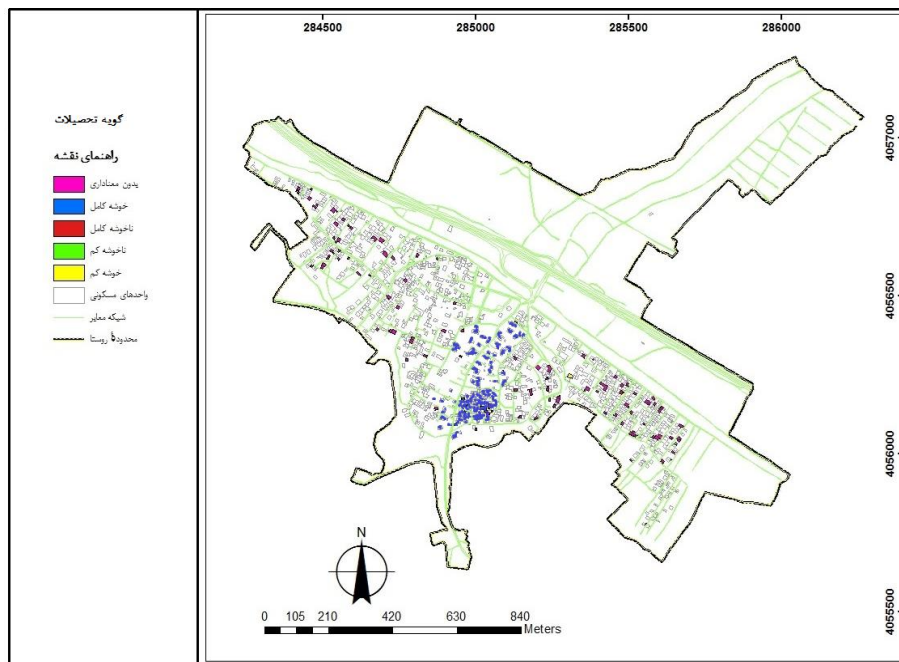 گویه تحصیلات
راهنمای نقشه
بدون معناداری
خوشه کامل
ناخوشه کامل
ناخوشه کم
خوشه کم
واحدهای مسکونی
شبکه معابر
محدودهٔ روستا
284500 285000 285500 286000
4057000
4056500
4056000
4055500
N
0 105 210 420 630 840
Meters